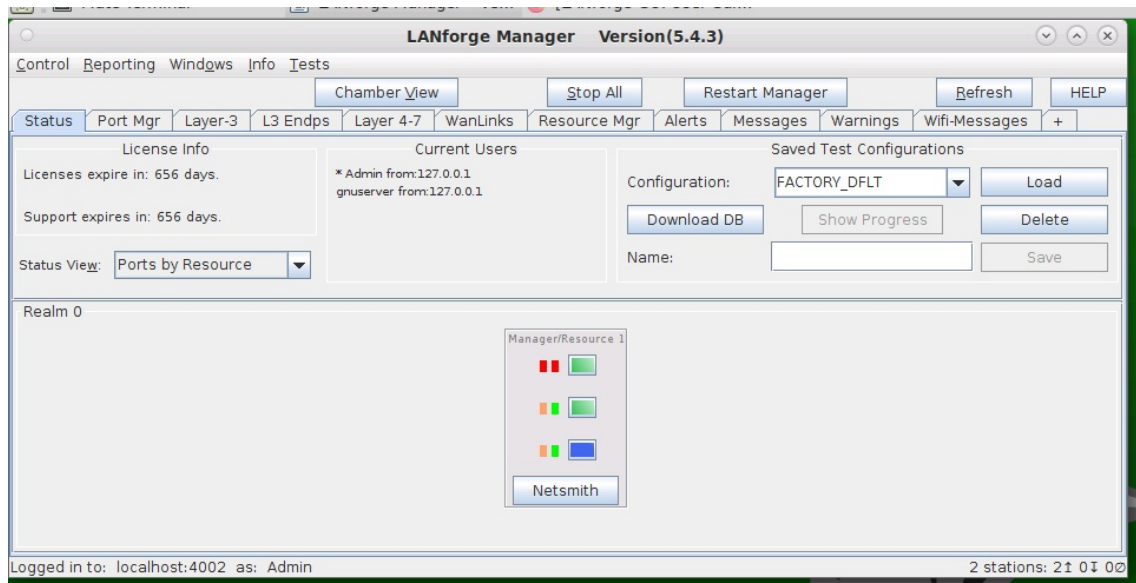 LANforge Manager Version(5.4.3)
Control Reporting Windows Info Tests
Chamber View Stop All Restart Manager Refresh HELP
Status Port Mgr Layer-3 L3 Endps Layer 4-7 WanLinks Resource Mgr Alerts Messages Warnings Wifi-Messages +
License Info
Licenses expire in: 656 days.
Support expires in: 656 days.
Status View: Ports by Resource
Current Users
* Admin from:127.0.0.1
gnuserver from:127.0.0.1
Saved Test Configurations
Configuration: FACTORY_DFLT Load
Download DB Show Progress Delete
Name: Save
Realm 0
Manager/Resource 1
Netsmith
Logged in to: localhost:4002 as: Admin
2 stations: 2↥ 0↧ 0∅